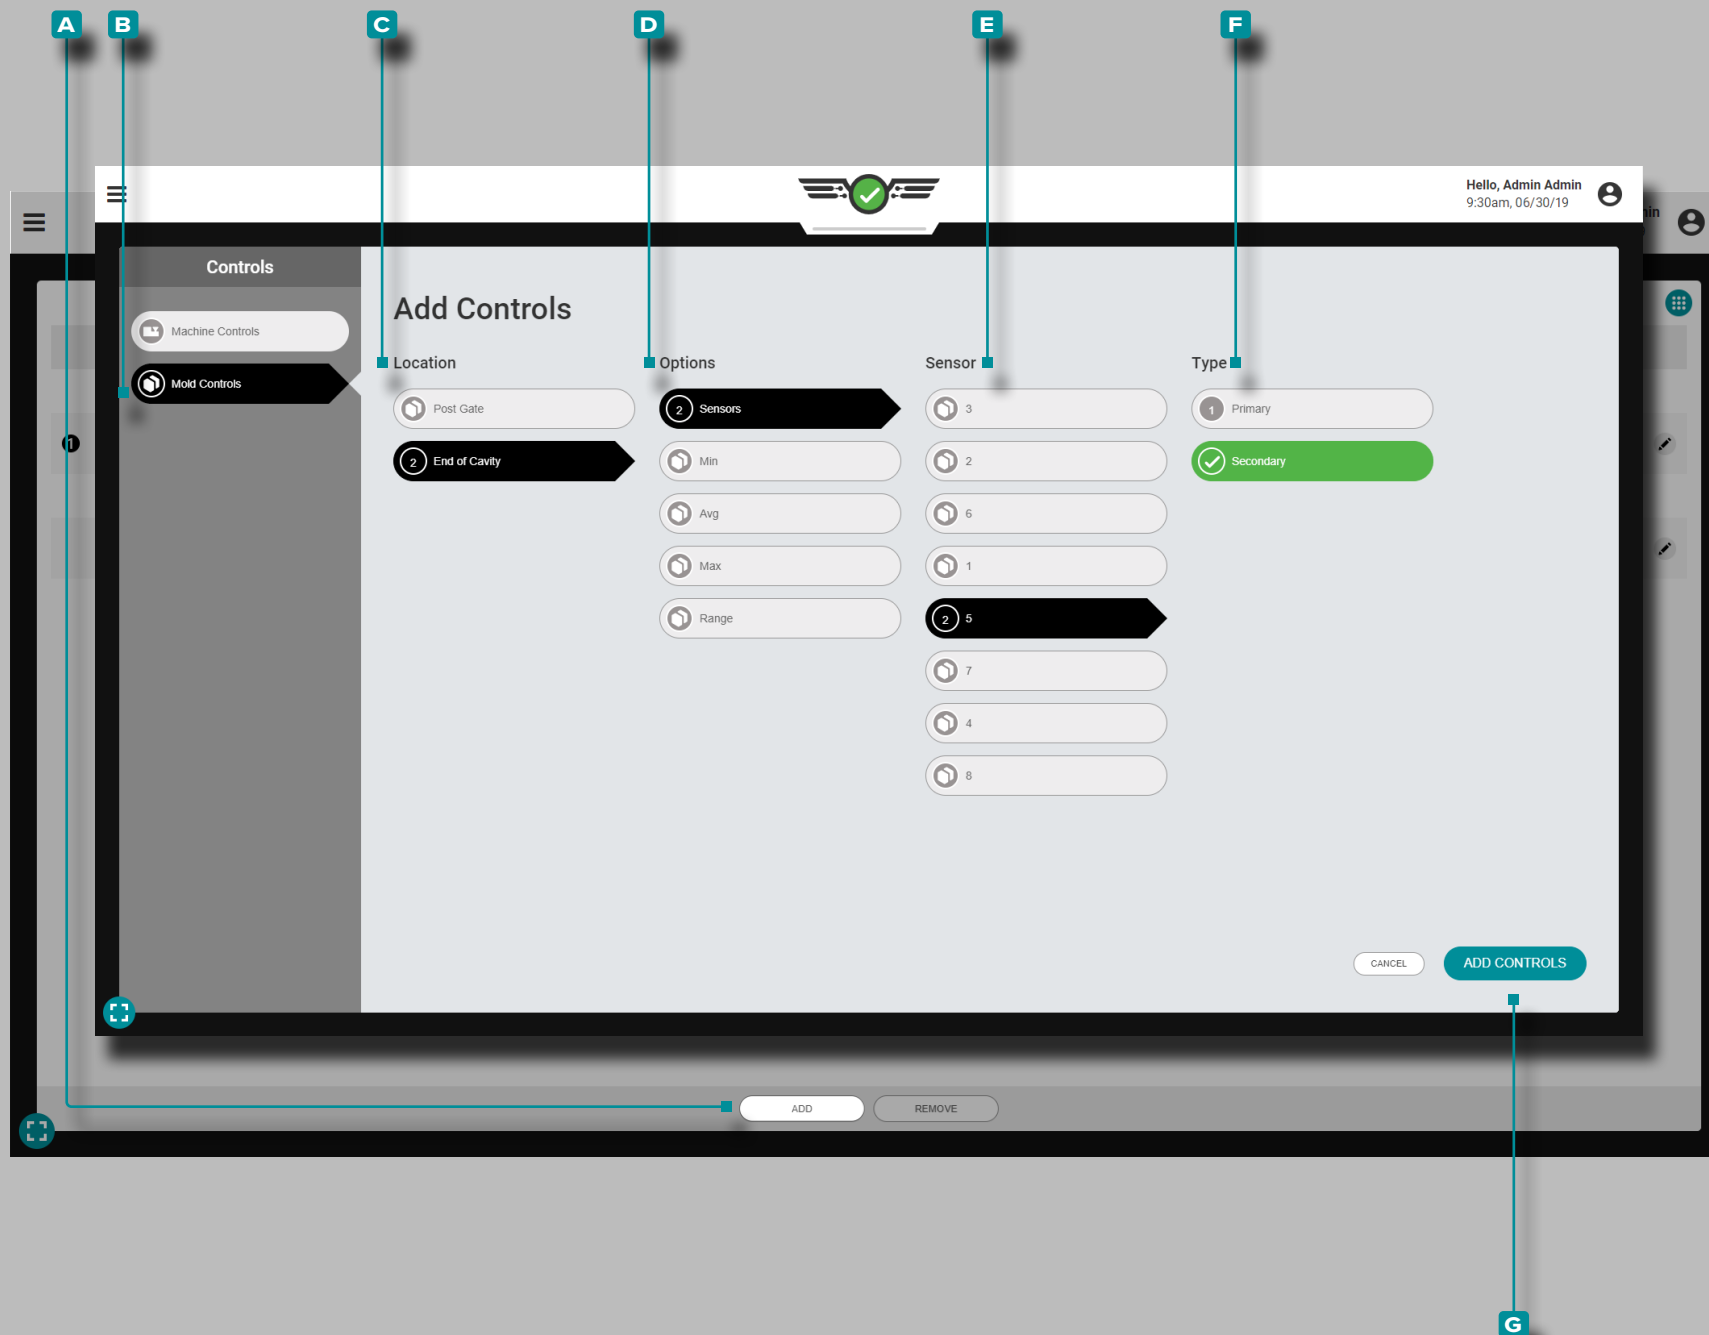 A
B
C
D
E
F
Hello, Admin Admin
9:30am, 06/30/19
in
Controls
Machine Controls
Mold Controls
Add Controls
Location
Post Gate
2 End of Cavity
Options
2 Sensors
Min
Avg
Max
Range
Sensor
3
2
6
1
2 5
7
4
8
Type
1 Primary
Secondary
1
CANCEL
ADD CONTROLS
ADD
REMOVE
G